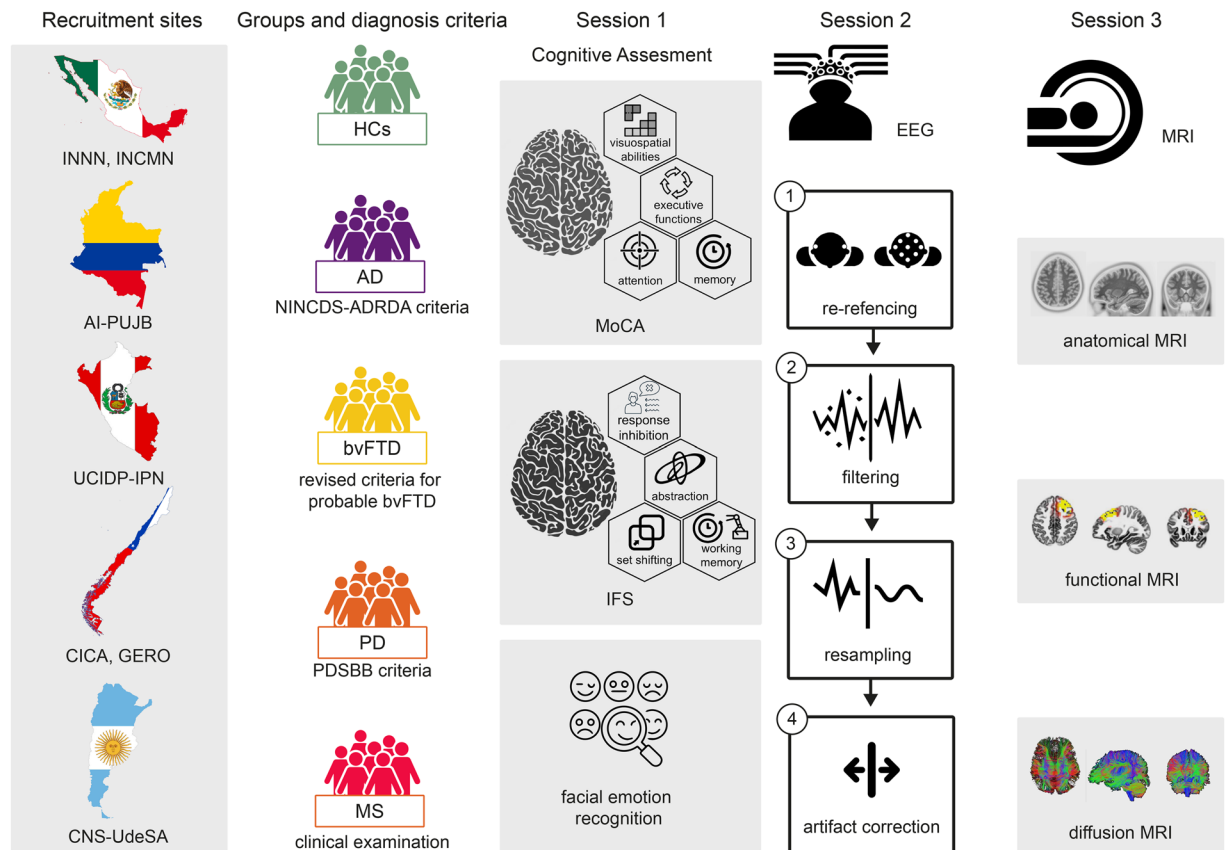 Recruitment sites
INNN, INCMN
AI-PUJB
UCIDP-IPN
CICA, GERO
CNS-UdeSA
Groups and diagnosis criteria
HCs
AD
NINCDS-ADRDA criteria
bvFTD
revised criteria for
probable bvFTD
PD
PDSBB criteria
MS
clinical examination
Session 1
Cognitive Assesment
visuospatial
abilities
executive
functions
attention
memory
MoCA
response
inhibition
abstraction
set shifting
working
memory
IFS
facial emotion
recognition
Session 2
EEG
1
re-refencing
2
filtering
3
resampling
4
artifact correction
Session 3
MRI
anatomical MRI
functional MRI
diffusion MRI